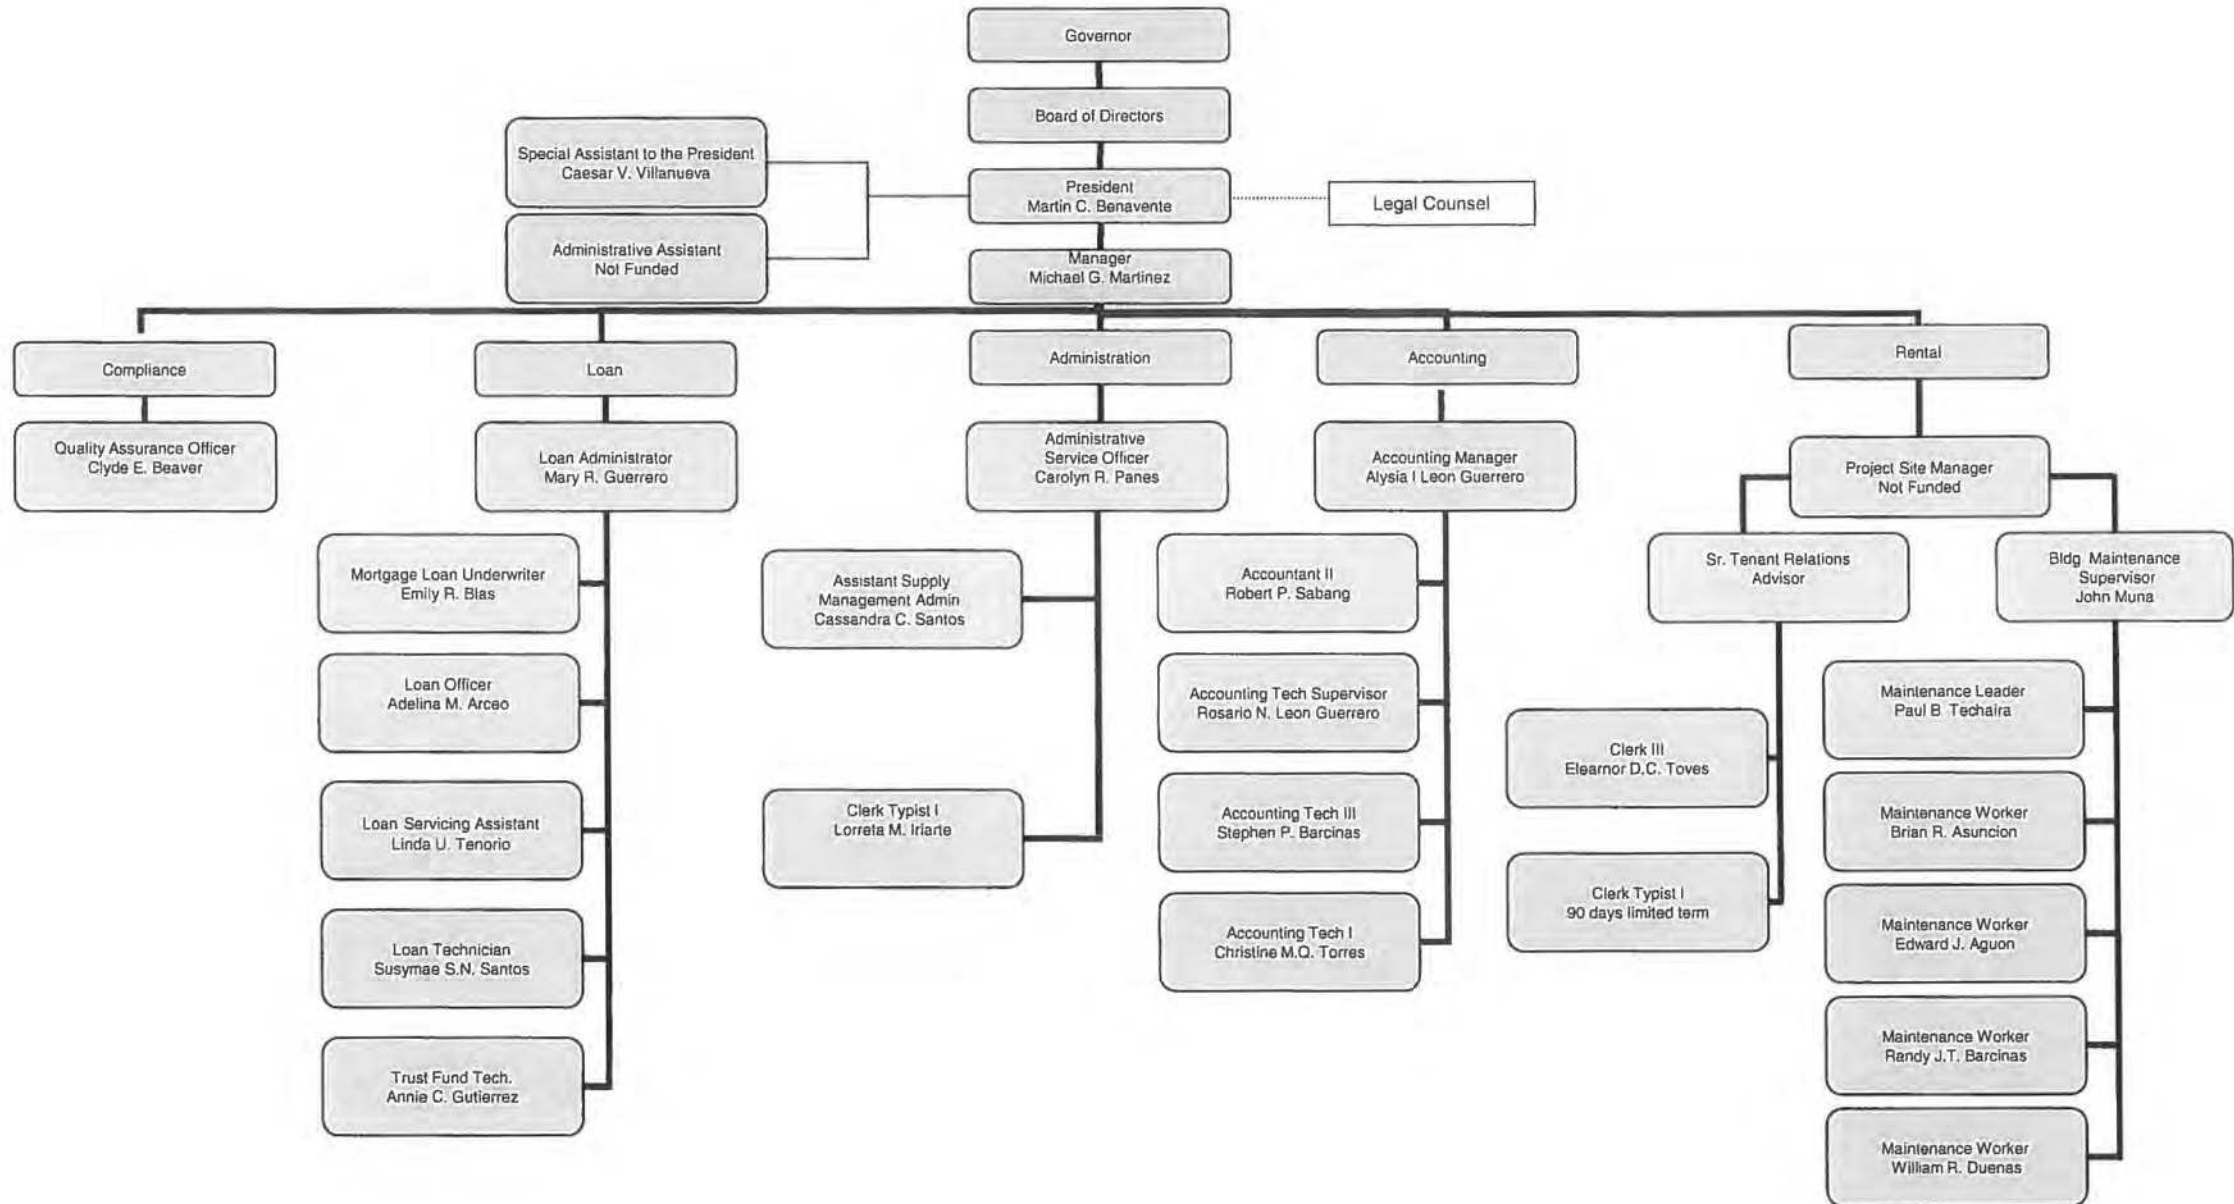 Governor
Board of Directors
Special Assistant to the President
Caesar V. Villanueva
President
Martin C. Benavente
Legal Counsel
Administrative Assistant
Not Funded
Manager
Michael G. Martinez
Compliance
Loan
Administration
Accounting
Rental
Quality Assurance Officer
Clyde E. Beaver
Loan Administrator
Mary R. Guerrero
Administrative
Service Officer
Carolyn R. Panes
Accounting Manager
Alysia I Leon Guerrero
Project Site Manager
Not Funded
Mortgage Loan Underwriter
Emily R. Blas
Loan Officer
Adelina M. Arceo
Loan Servicing Assistant
Linda U. Tenorio
Loan Technician
Susymae S.N. Santos
Trust Fund Tech.
Annie C. Gutierrez
Assistant Supply
Management Admin
Cassandra C. Santos
Clerk Typist I
Lorreta M. Iriarte
Accountant II
Robert P. Sabang
Accounting Tech Supervisor
Rosario N. Leon Guerrero
Accounting Tech III
Stephen P. Barcinas
Accounting Tech I
Christine M.Q. Torres
Sr. Tenant Relations
Advisor
Clerk III
Elearnor D.C. Toves
Clerk Typist I
90 days limited term
Bldg. Maintenance
Supervisor
John Muna
Maintenance Leader
Paul B. Techaira
Maintenance Worker
Brian R. Asuncion
Maintenance Worker
Edward J. Aguon
Maintenance Worker
Randy J.T. Barcinas
Maintenance Worker
William R. Duenas